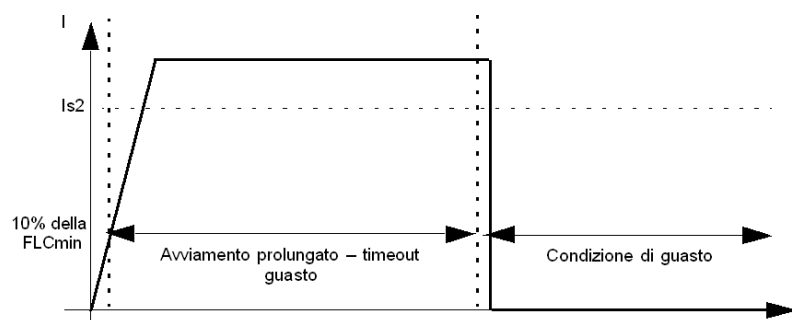 I
Is2
10% della
FLCmin
Avviamento prolungato – timeout
guasto
Condizione di guasto